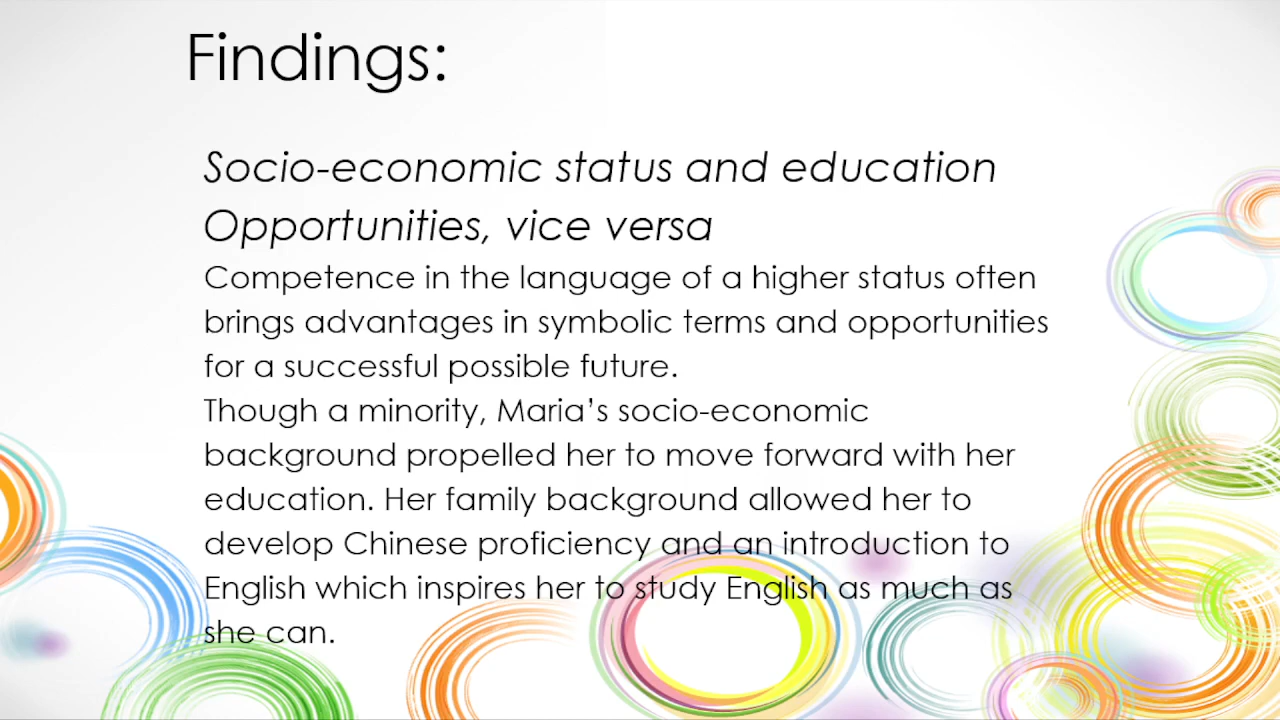 Findings:
Socio-economic status and education
Opportunities, vice versa
Competence in the language of a higher status often
brings advantages in symbolic terms and opportunities
for a successful possible future.
Though a minority, Maria’s socio-economic
background propelled her to move forward with her
education. Her family background allowed her to
develop Chinese proficiency and an introduction to
English which inspires her to study English as much as
she can.